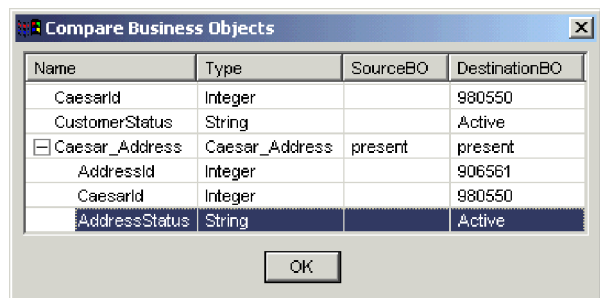 Compare Business Objects
Name Type SourceBO DestinationBO
CaesarId Integer 980550
CustomerStatus String Active
Caesar_Address Caesar_Address present present
AddressId Integer 906561
CaesarId Integer 980550
AddressStatus String Active
OK